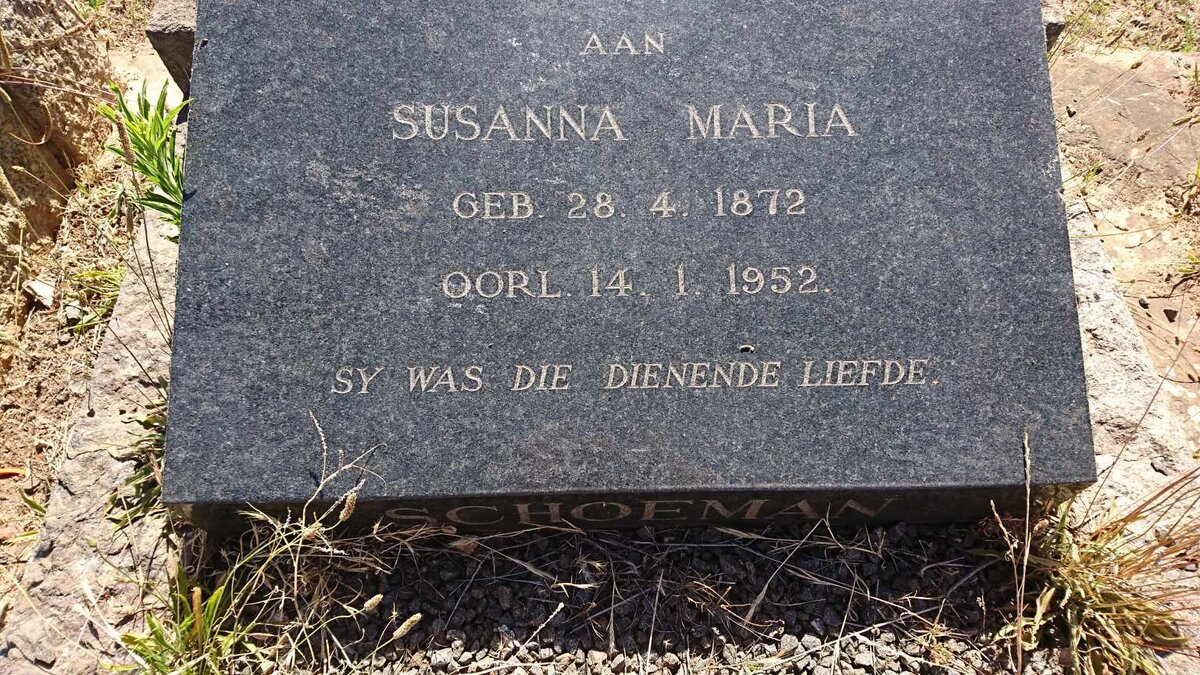 AAN
SUSANNA MARIA
GEB. 28. 4. 1872
OORL. 14. 1. 1952.
SY WAS DIE DIENENDE LIEFDE.
SCHOEMAN